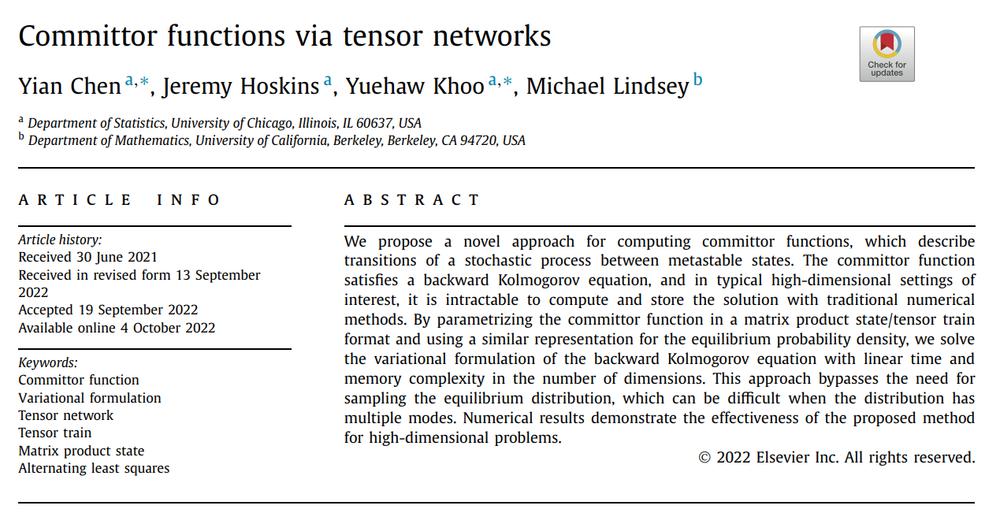 Committor functions via tensor networks
Check for
updates
Yian Chen a,*, Jeremy Hoskins a, Yuehaw Khoo a,*, Michael Lindsey b
a Department of Statistics, University of Chicago, Illinois, IL 60637, USA
b Department of Mathematics, University of California, Berkeley, Berkeley, CA 94720, USA
ARTICLE INFO
Article history:
Received 30 June 2021
Received in revised form 13 September
2022
Accepted 19 September 2022
Available online 4 October 2022
Keywords:
Committor function
Variational formulation
Tensor network
Tensor train
Matrix product state
Alternating least squares
ABSTRACT
We propose a novel approach for computing committor functions, which describe
transitions of a stochastic process between metastable states. The committor function
satisfies a backward Kolmogorov equation, and in typical high-dimensional settings of
interest, it is intractable to compute and store the solution with traditional numerical
methods. By parametrizing the committor function in a matrix product state/tensor train
format and using a similar representation for the equilibrium probability density, we solve
the variational formulation of the backward Kolmogorov equation with linear time and
memory complexity in the number of dimensions. This approach bypasses the need for
sampling the equilibrium distribution, which can be difficult when the distribution has
multiple modes. Numerical results demonstrate the effectiveness of the proposed method
for high-dimensional problems.
© 2022 Elsevier Inc. All rights reserved.